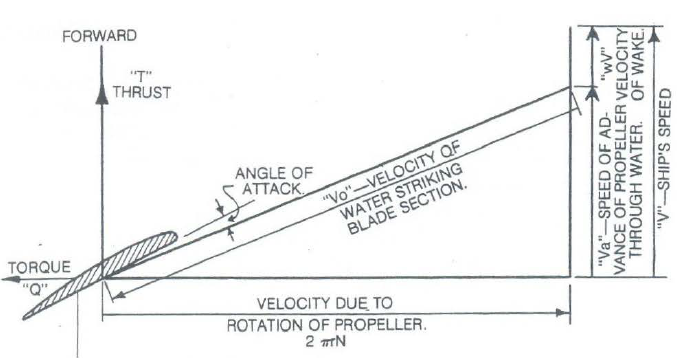 FORWARD
"T"
THRUST
ANGLE OF
ATTACK.
"Vo"—VELOCITY OF
WATER STRIKING
BLADE SECTION.
TORQUE
"Q"
VELOCITY DUE TO
ROTATION OF PROPELLER.
2 πN
"Va"—SPEED OF AD- "wV"
VANCE OF PROPELLER VELOCITY
THROUGH WATER. OF WAKE.
"V"—SHIP'S SPEED